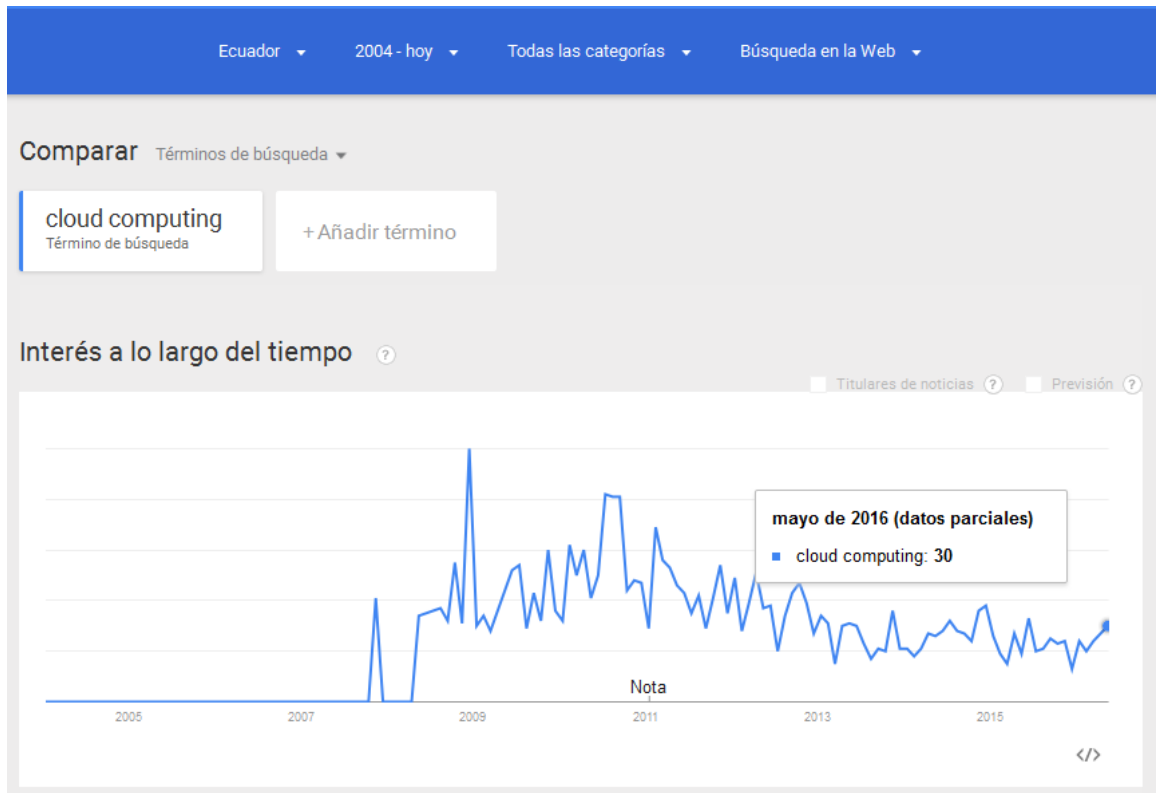 Ecuador 2004 - hoy Todas las categorías Búsqueda en la Web
Comparar Términos de búsqueda
cloud computing
Término de búsqueda
+ Añadir término
Interés a lo largo del tiempo ?
Titulares de noticias ? Previsión ?
mayo de 2016 (datos parciales)
cloud computing: 30
Nota
2005 2007 2009 2011 2013 2015
</>